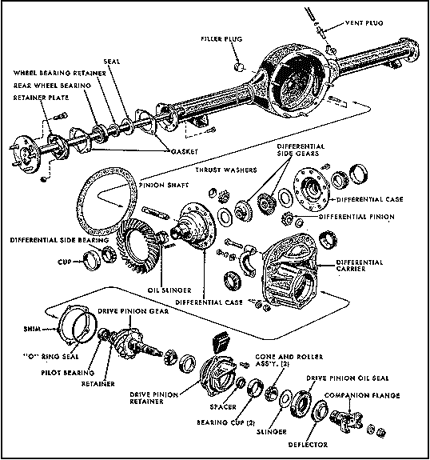 VENT PLUG
FILLER PLUG
SEAL
WHEEL BEARING RETAINER
REAR WHEEL BEARING
RETAINER PLATE
GASKET
DIFFERENTIAL
SIDE GEARS
THRUST WASHERS
PINION SHAFT
DIFFERENTIAL CASE
DIFFERENTIAL PINION
DIFFERENTIAL SIDE BEARING
CUP
OIL SLINGER
DIFFERENTIAL
CARRIER
DIFFERENTIAL CASE
DRIVE PINION GEAR
SHIM
"O" RING SEAL
PILOT BEARING
RETAINER
CONE AND ROLLER
ASS'Y. (2)
DRIVE PINION OIL SEAL
COMPANION FLANGE
DRIVE PINION
RETAINER
SPACER
BEARING CUP (2)
SLINGER
DEFLECTOR